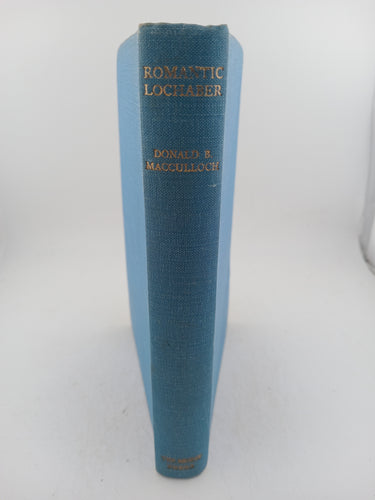 ROMANTIC
LOCHABER
DONALD B.
MACCULLOCH